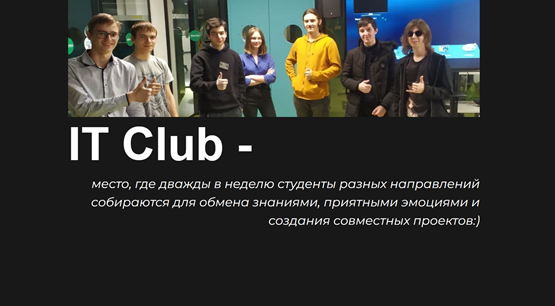 IT Club -
место, где дважды в неделю студенты разных направлений
собираются для обмена знаниями, приятными эмоциями и
создания совместных проектов:)